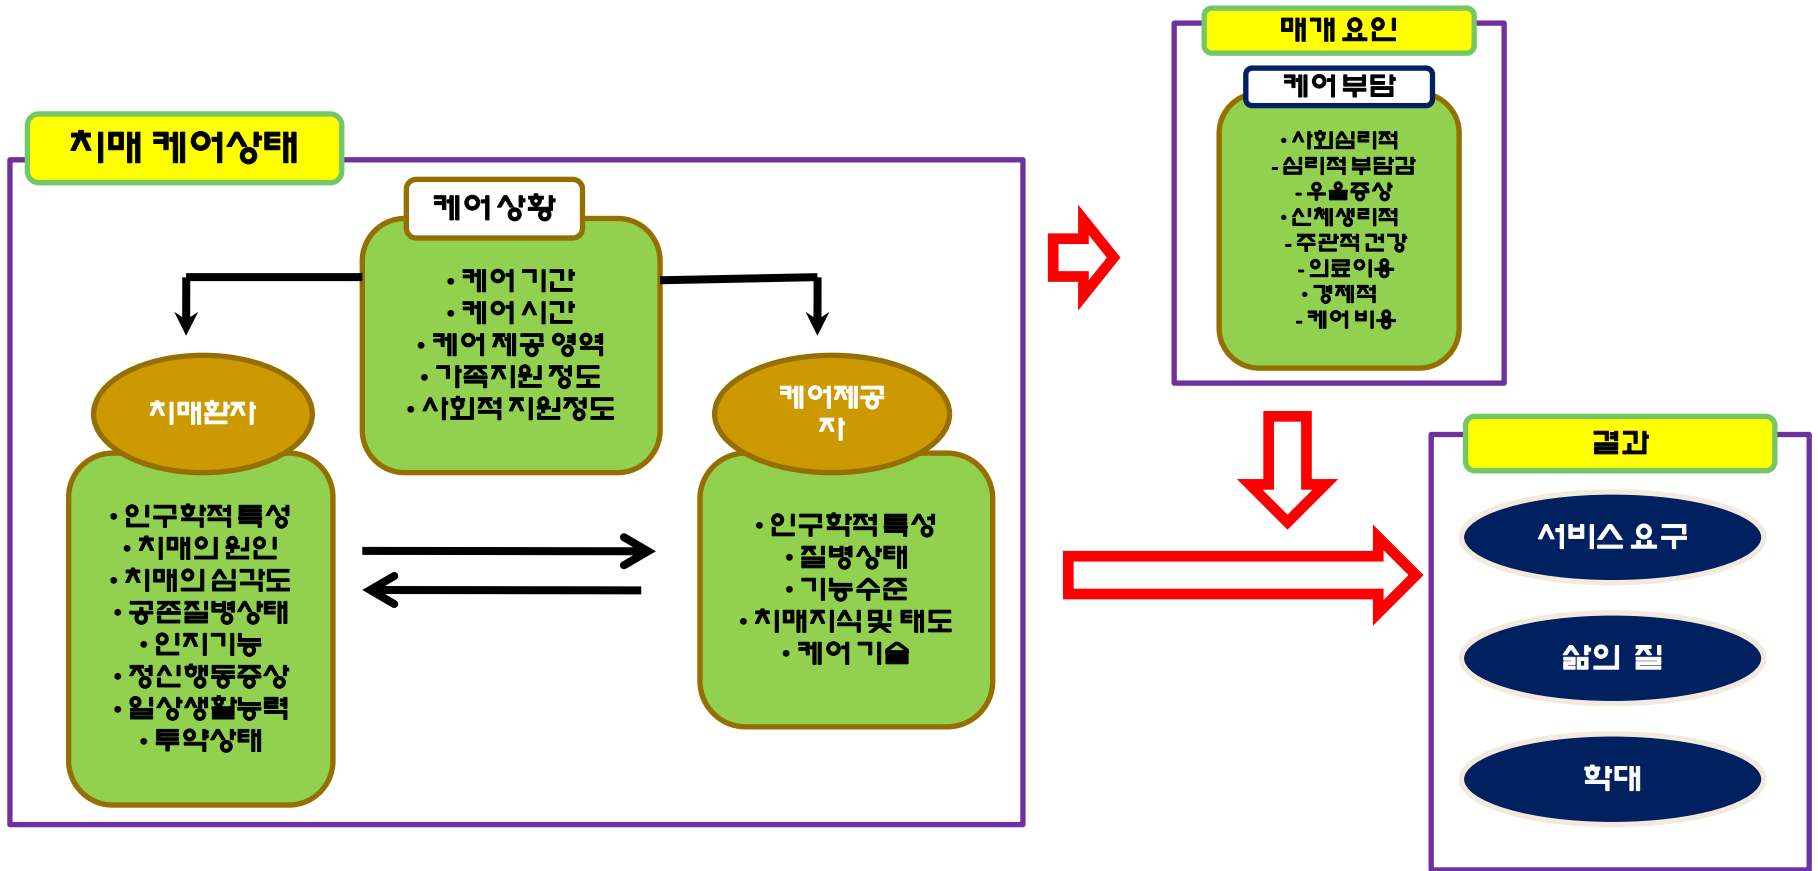 치매 케어상태
케어 상황
• 케어 기간
• 케어 시간
• 케어 제공 영역
• 가족지원 정도
• 사회적 지원정도
치매환자
• 인구학적 특성
• 치매의 원인
• 치매의 심각도
• 공존질병상태
• 인지기능
• 정신행동증상
• 일상생활능력
• 투약상태
케어제공
자
• 인구학적 특성
• 질병상태
• 기능수준
• 치매지식 및 태도
• 케어 기술
매개 요인
케어 부담
• 사회심리적
- 심리적 부담감
- 우울증상
• 신체생리적
- 주관적 건강
- 의료이용
• 경제적
- 케어 비용
결과
서비스 요구
삶인 질
학대